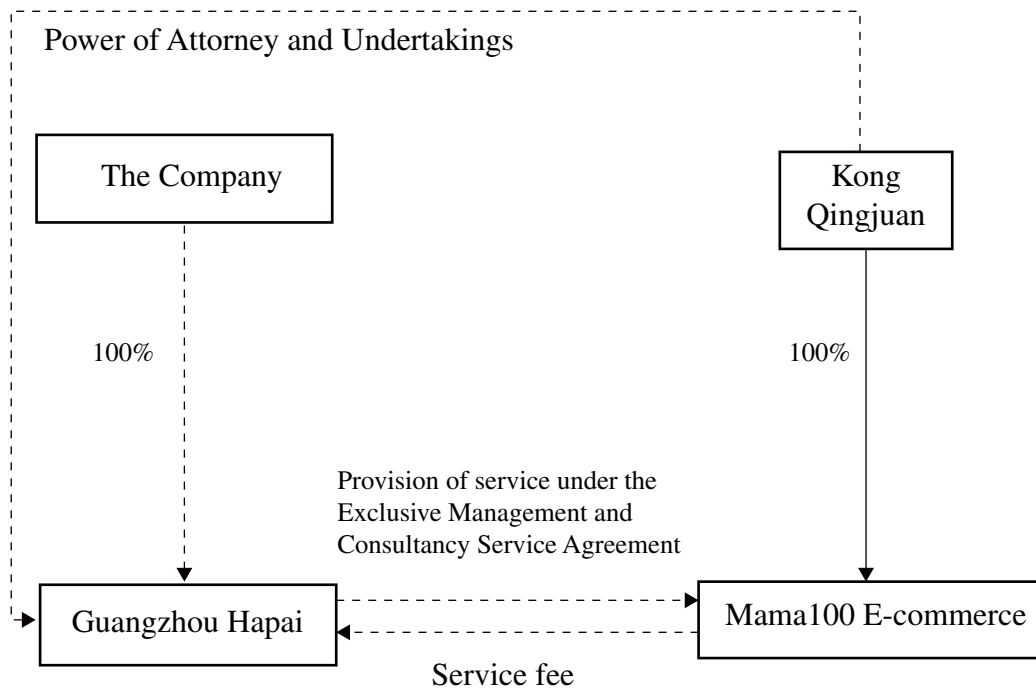 Power of Attorney and Undertakings
The Company
Kong
Qingjuan
100%
100%
Provision of service under the
Exclusive Management and
Consultancy Service Agreement
Guangzhou Hapai
Mama100 E-commerce
Service fee